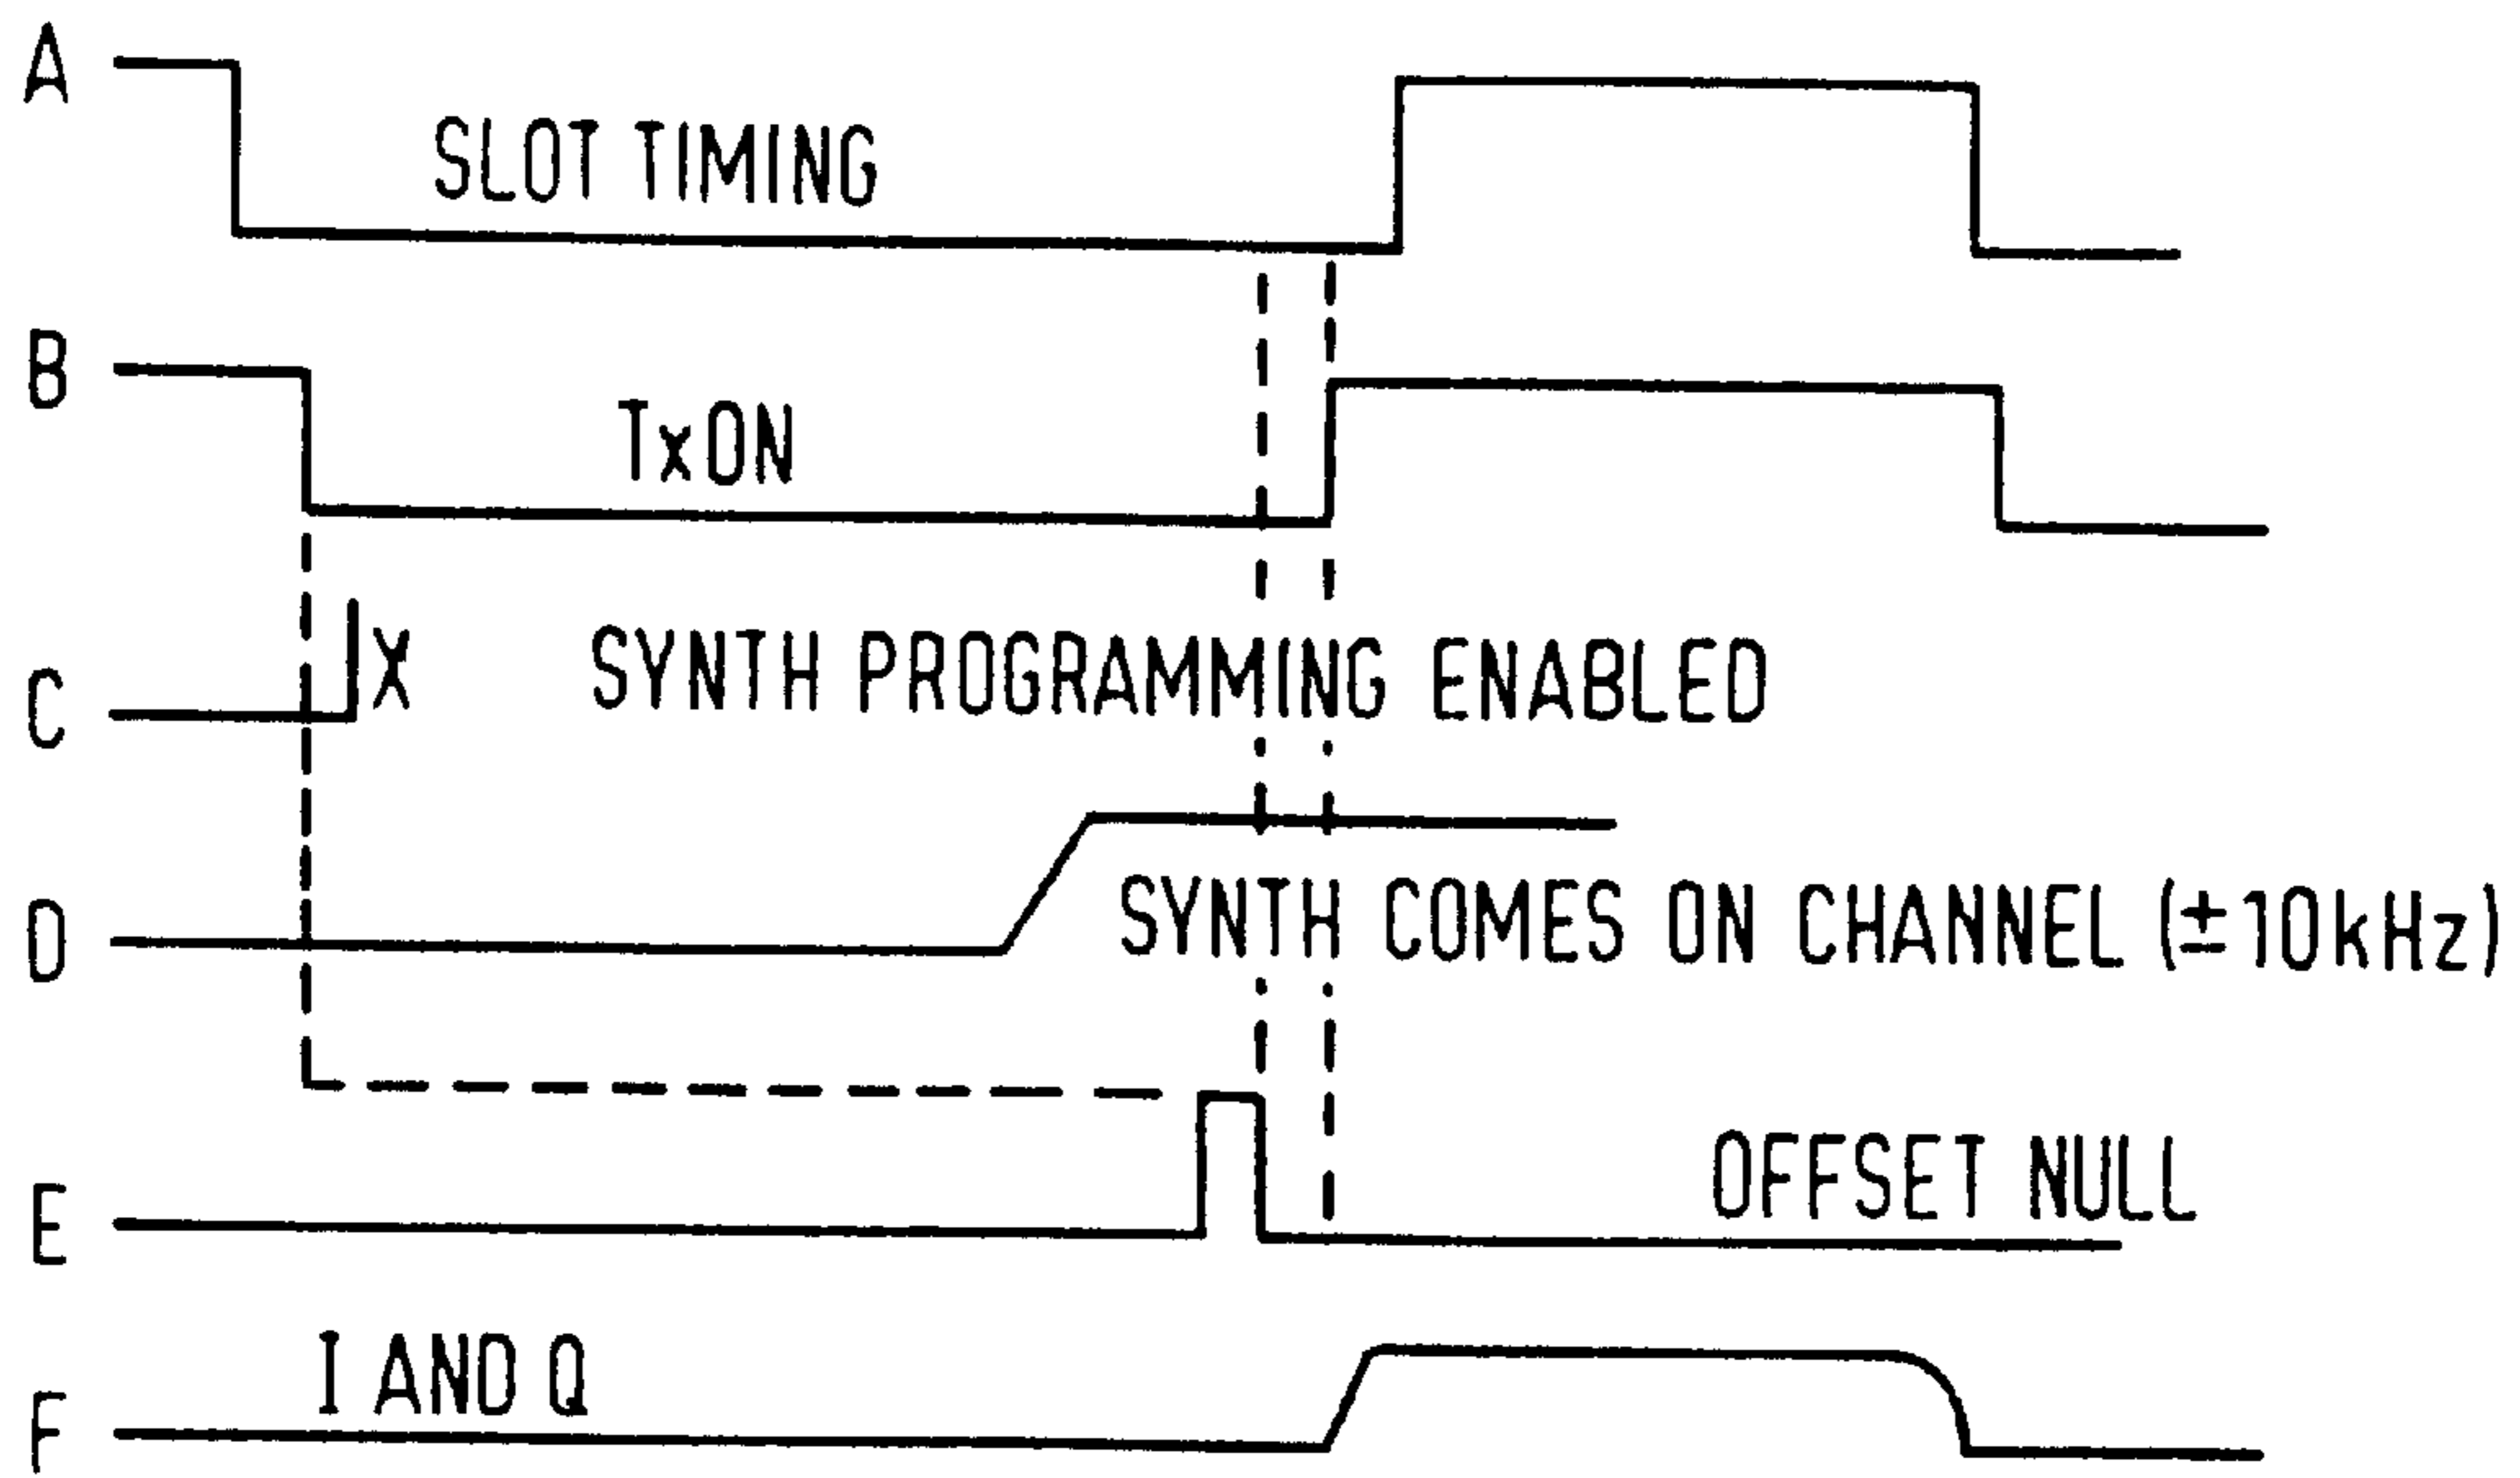 A
SLOT TIMING
B
TxON
C
X
SYNTH PROGRAMMING ENABLED
D
SYNTH COMES ON CHANNEL (±10kHz)
E
OFFSET NULL
I AND Q
F